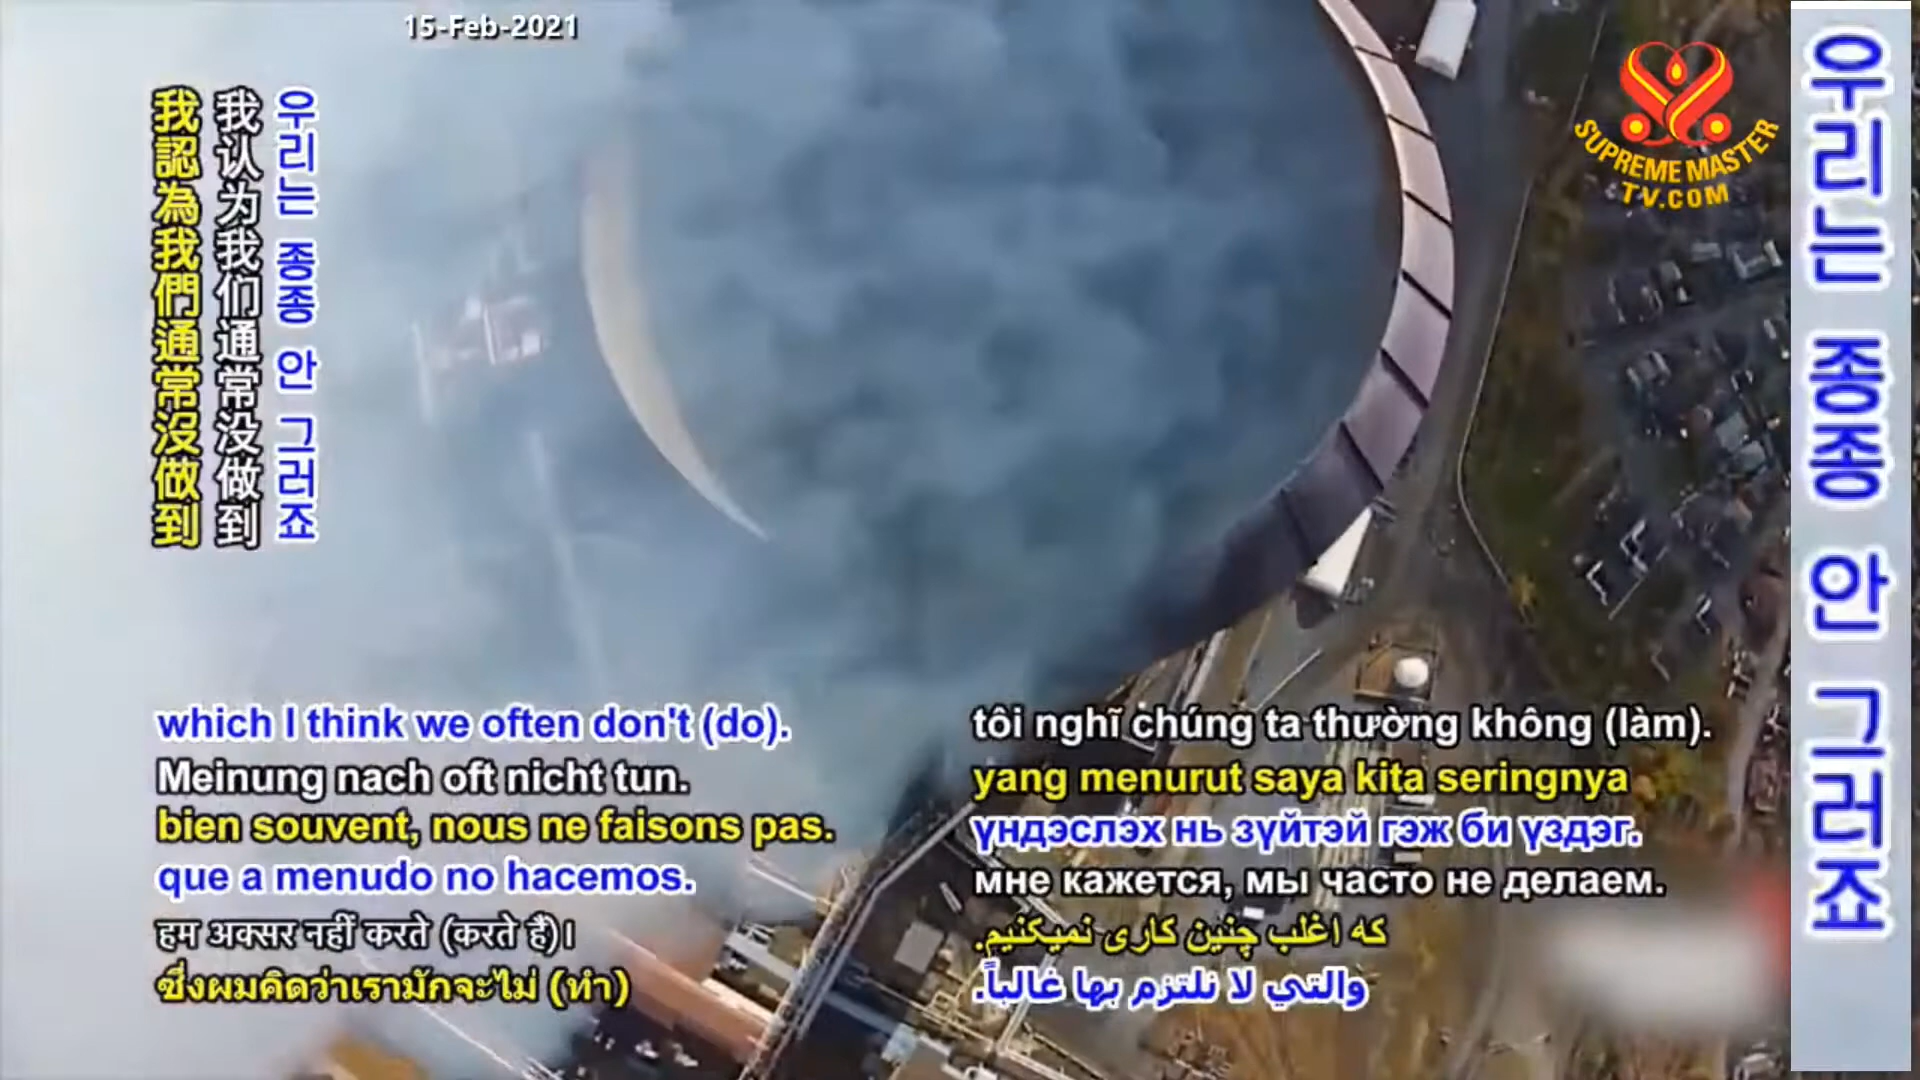 15-Feb-2021
SUPREME MASTER
TV.COM
우리는 종종 안 그러죠
우리는 종종 안 그러죠
我认为我们通常没做到
我認為我們通常沒做到
which I think we often don't (do).
Meinung nach oft nicht tun.
bien souvent, nous ne faisons pas.
que a menudo no hacemos.
हम अक्सर नहीं करते (करते हैं)।
ซึ่งผมคิดว่าเรามักจะไม่ (ทำ)
tôi nghĩ chúng ta thường không (làm).
yang menurut saya kita seringnya
үндэслэх нь зүйтэй гэж би үздэг.
мне кажется, мы часто не делаем.
که اغلب چنین کاری نمیکنیم.
والتي لا نلتزم بها غالباً.